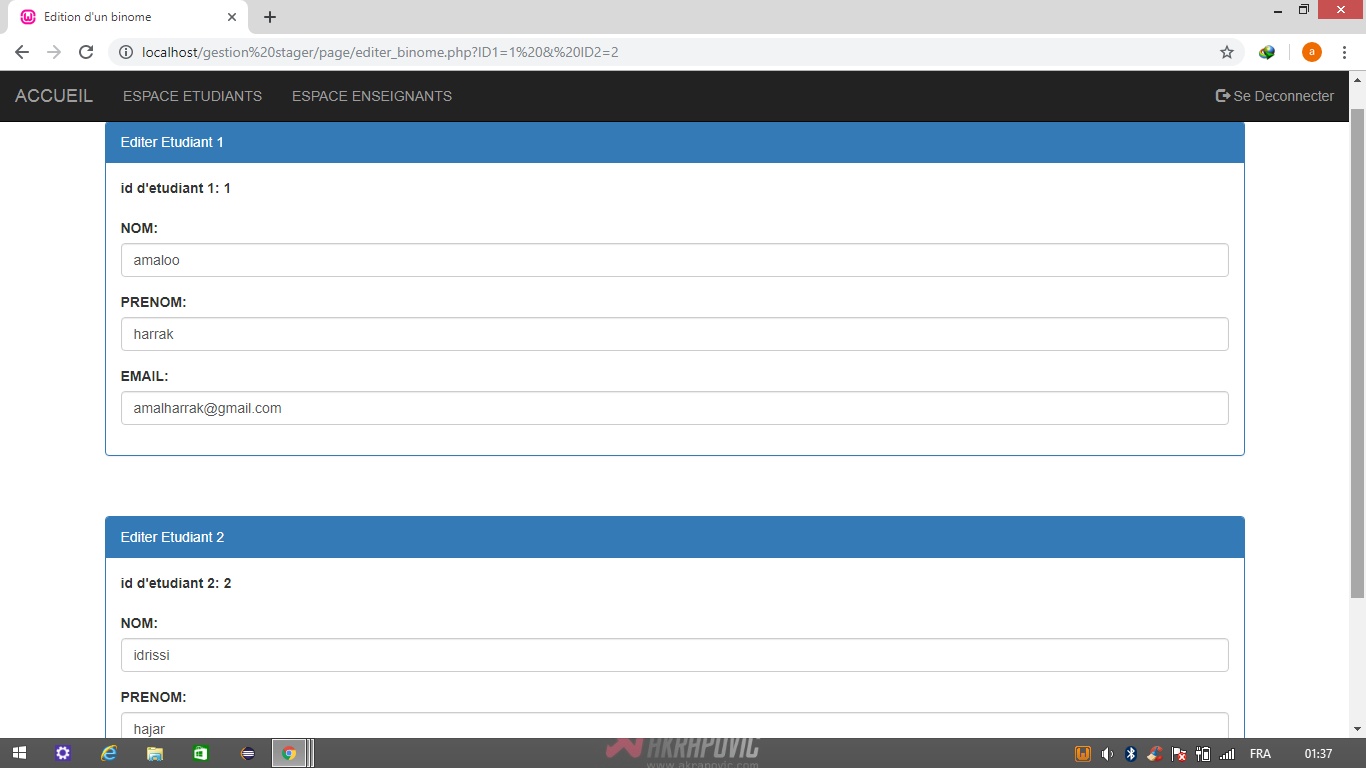 Edition d'un binome
localhost/gestion%20stager/page/editer_binome.php?ID1=1%20&%20ID2=2
a
ACCUEIL ESPACE ETUDIANTS ESPACE ENSEIGNANTS Se Deconnecter
Editer Etudiant 1
id d'etudiant 1: 1
NOM:
amaloo
PRENOM:
harrak
EMAIL:
amalharrak@gmail.com
Editer Etudiant 2
id d'etudiant 2: 2
NOM:
idrissi
PRENOM:
hajar
AKRAPOVIC
www.akrapovic.com
FRA 01:37